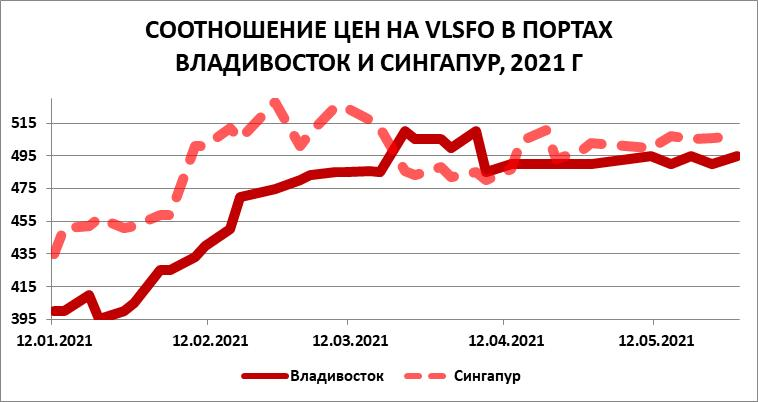 СООТНОШЕНИЕ ЦЕН НА VLSFO В ПОРТАХ
ВЛАДИВОСТОК И СИНГАПУР, 2021 Г
515
495
475
455
435
415
395
12.01.2021 12.02.2021 12.03.2021 12.04.2021 12.05.2021
Владивосток Сингапур